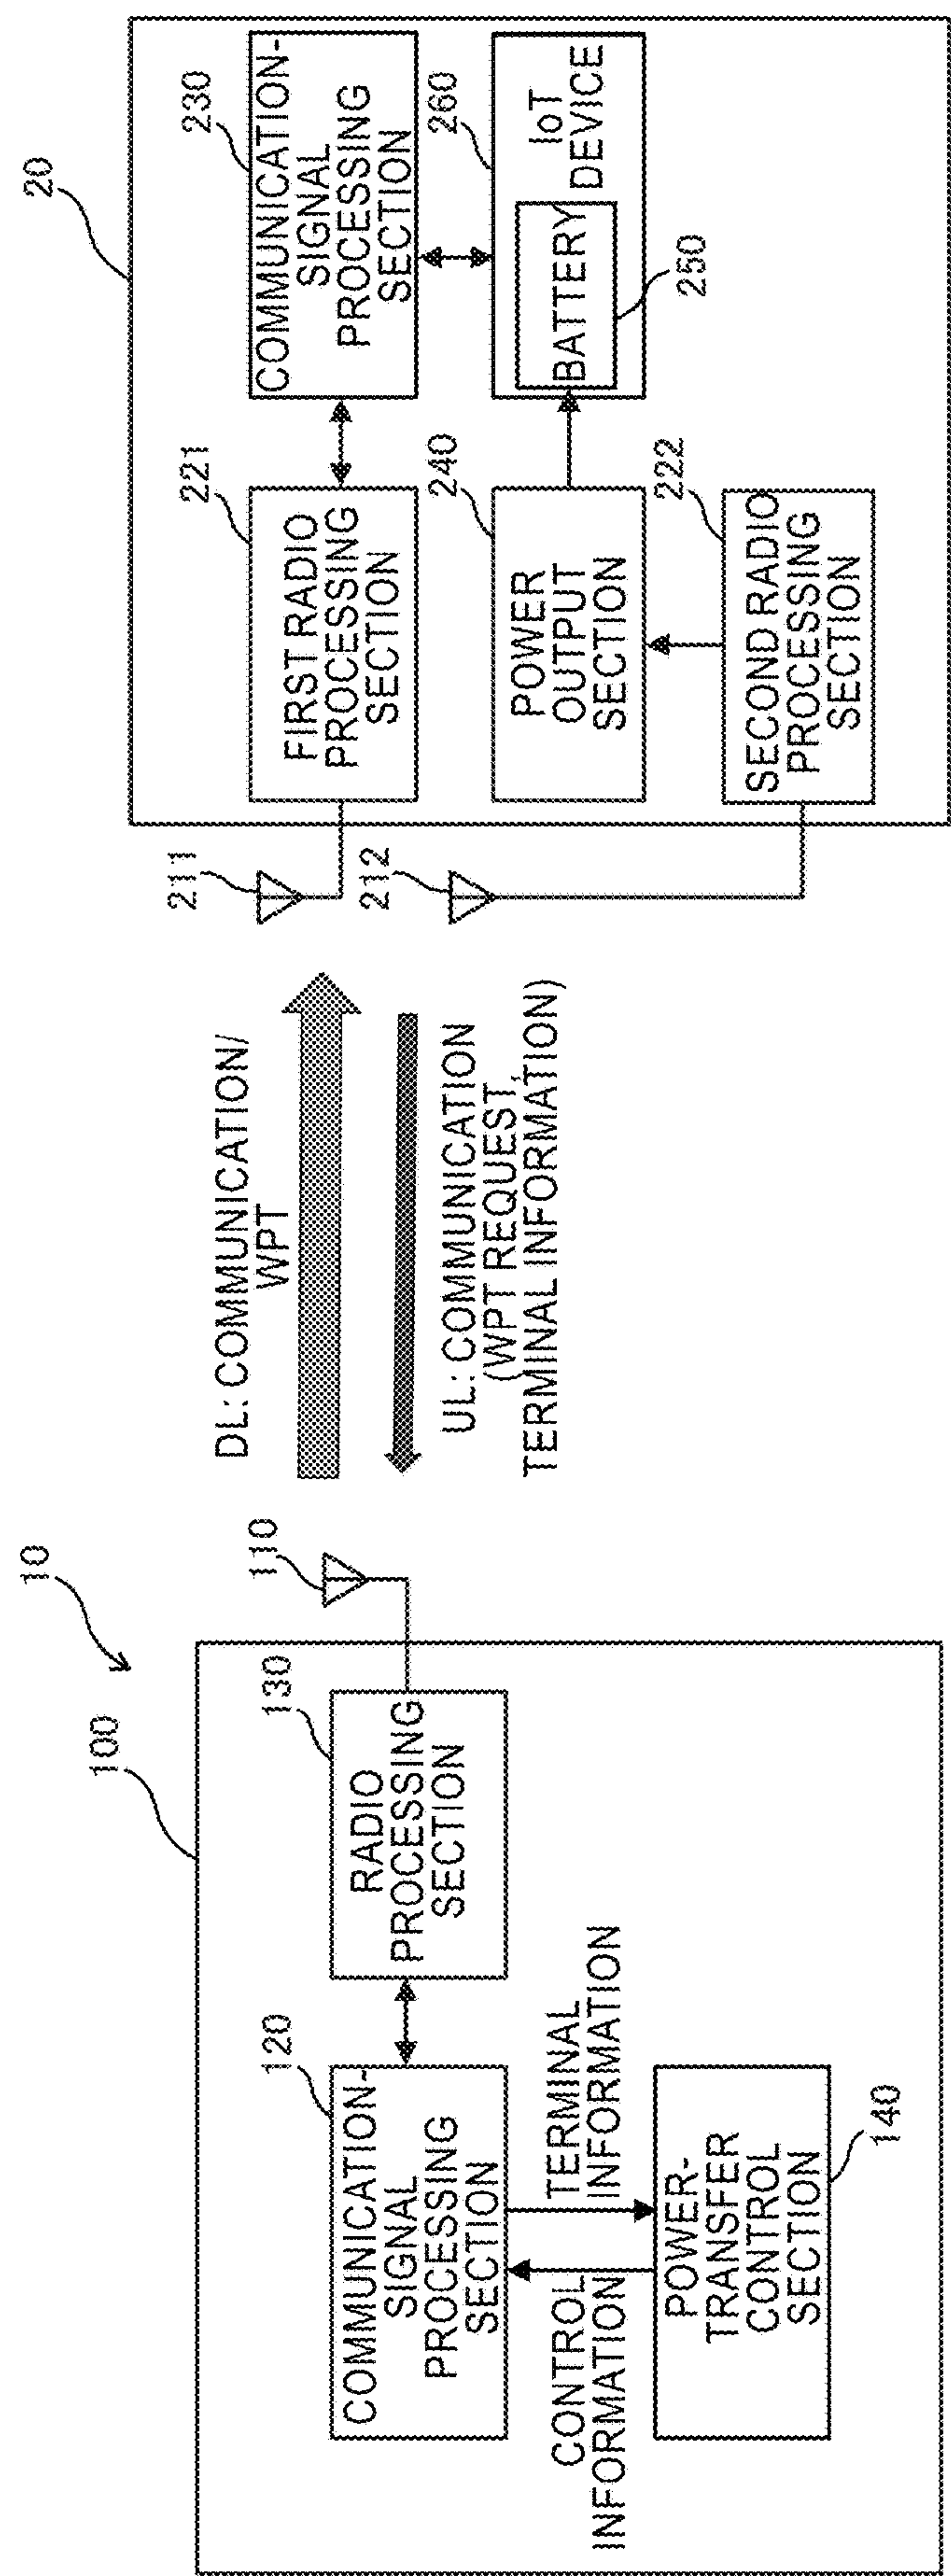 10
100
110
120
COMMUNICATION-
SIGNAL
PROCESSING
SECTION
130
RADIO
PROCESSING
SECTION
CONTROL
INFORMATION
TERMINAL
INFORMATION
POWER-
TRANSFER
CONTROL
SECTION
140
DL: COMMUNICATION/
WPT
UL: COMMUNICATION
(WPT REQUEST,
TERMINAL INFORMATION)
20
211
212
221
FIRST RADIO
PROCESSING
SECTION
230
COMMUNICATION-
SIGNAL
PROCESSING
SECTION
240
POWER
OUTPUT
SECTION
260
BATTERY
IoT
DEVICE
250
222
SECOND RADIO
PROCESSING
SECTION